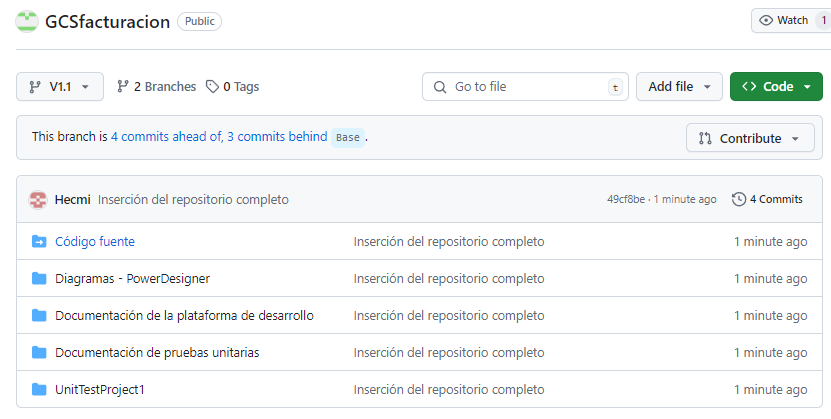 GCSfacturacion Public Watch 1
V1.1 2 Branches 0 Tags Go to file t Add file Code
This branch is 4 commits ahead of, 3 commits behind Base . Contribute
Hecmi Inserción del repositorio completo 49cf8be · 1 minute ago 4 Commits
Código fuente Inserción del repositorio completo 1 minute ago
Diagramas - PowerDesigner Inserción del repositorio completo 1 minute ago
Documentación de la plataforma de desarrollo Inserción del repositorio completo 1 minute ago
Documentación de pruebas unitarias Inserción del repositorio completo 1 minute ago
UnitTestProject1 Inserción del repositorio completo 1 minute ago